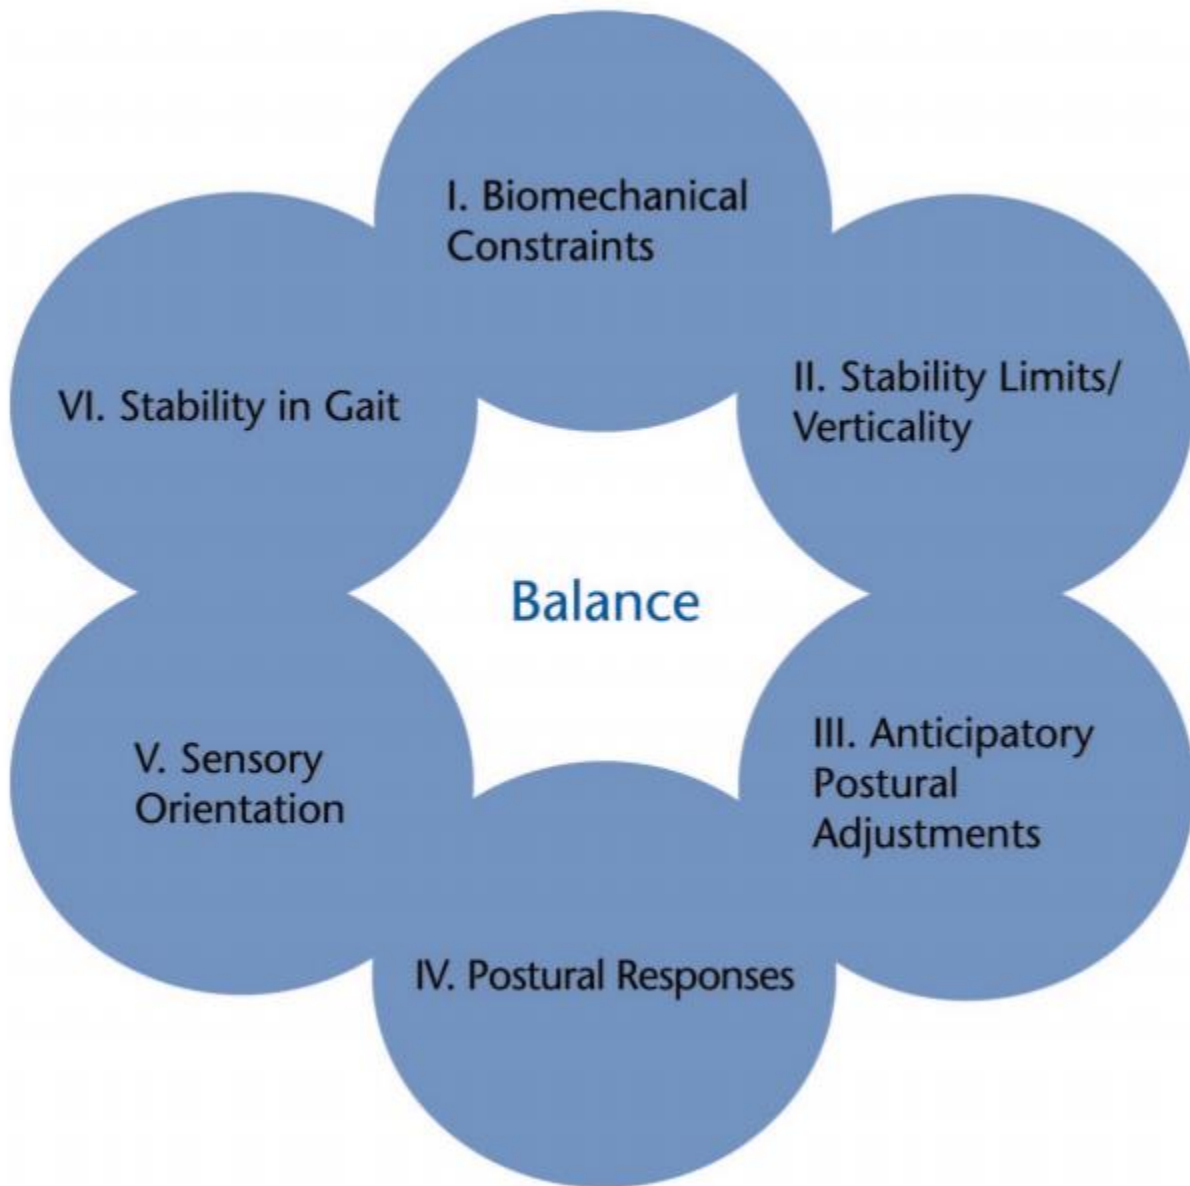 I. Biomechanical
Constraints
II. Stability Limits/
Verticality
III. Anticipatory
Postural
Adjustments
IV. Postural Responses
V. Sensory
Orientation
VI. Stability in Gait
Balance